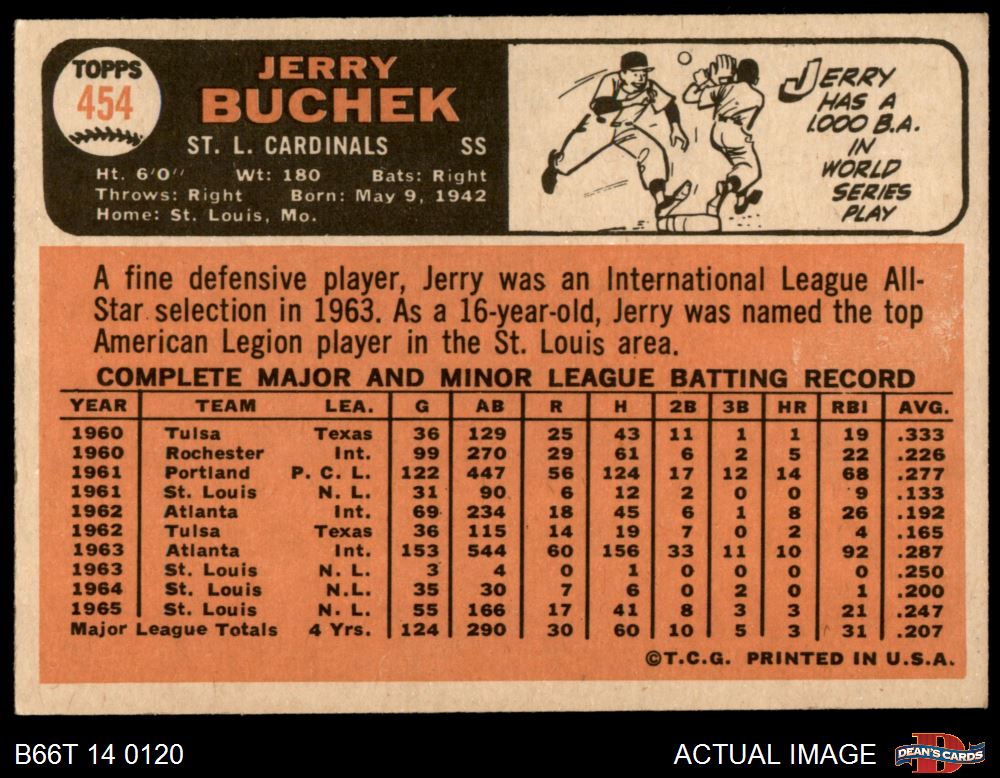 TOPPS
454
JERRY
BUCHEK
ST. L. CARDINALS SS
Ht. 6'0" Wt: 180 Bats: Right
Throws: Right Born: May 9, 1942
Home: St. Louis, Mo.
JERRY
HAS A
1.000 B.A.
IN
WORLD
SERIES
PLAY
A fine defensive player, Jerry was an International League All-
Star selection in 1963. As a 16-year-old, Jerry was named the top
American Legion player in the St. Louis area.
COMPLETE MAJOR AND MINOR LEAGUE BATTING RECORD
YEAR TEAM LEA. G AB R H 2B 3B HR RBI AVG.
1960 Tulsa Texas 36 129 25 43 11 1 1 19 .333
1960 Rochester Int. 99 270 29 61 6 2 5 22 .226
1961 Portland P. C. L. 122 447 56 124 17 12 14 68 .277
1961 St. Louis N. L. 31 90 6 12 2 0 0 9 .133
1962 Atlanta Int. 69 234 18 45 6 1 8 26 .192
1962 Tulsa Texas 36 115 14 19 7 0 2 4 .165
1963 Atlanta Int. 153 544 60 156 33 11 10 92 .287
1963 St. Louis N. L. 3 4 0 1 0 0 0 0 .250
1964 St. Louis N.L. 35 30 7 6 0 2 0 1 .200
1965 St. Louis N. L. 55 166 17 41 8 3 3 21 .247
Major League Totals 4 Yrs. 124 290 30 60 10 5 3 31 .207
©T.C.G. PRINTED IN U.S.A.
B66T 14 0120 ACTUAL IMAGE DEAN'S CARDS